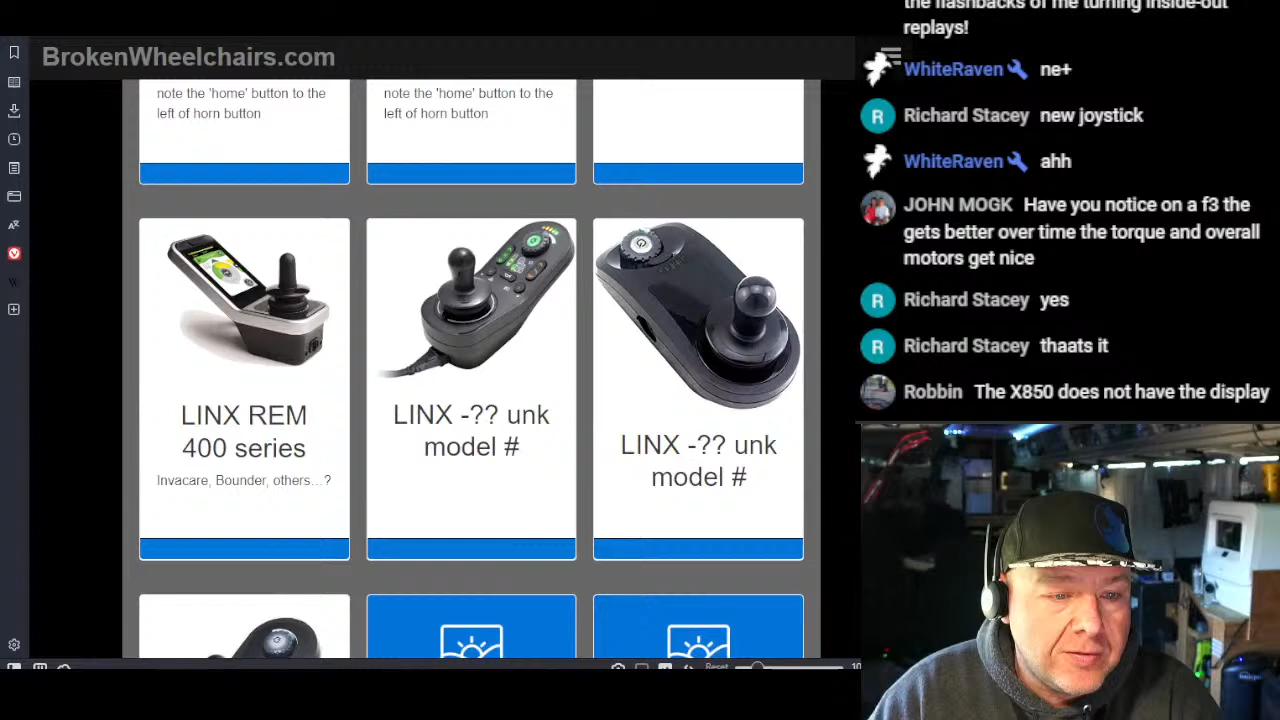 the flashbacks of me turning inside-out
replays!
BrokenWheelchairs.com
WhiteRaven ne+
note the 'home' button to the
left of horn button
note the 'home' button to the
left of horn button
Richard Stacey new joystick
WhiteRaven ahh
JOHN MOGK Have you notice on a f3 the
gets better over time the torque and overall
motors get nice
Richard Stacey yes
Richard Stacey thaats it
Robbin The X850 does not have the display
LINX REM
400 series
Invacare, Bounder, others...?
LINX -?? unk
model #
LINX -?? unk
model #
Reset